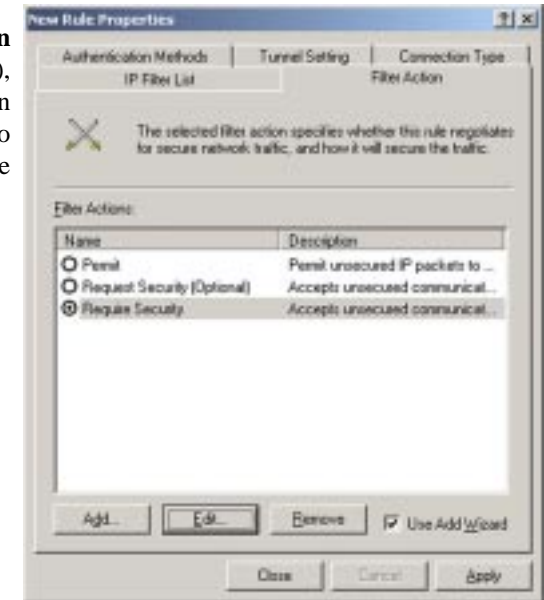 n
),
n
o
e
New Rule Properties
Authentication Methods Tunnel Setting Connection Type
IP Filter List Filter Action
The selected filter action specifies whether this rule negotiates
for secure network traffic, and how it will secure the traffic.
Filter Actions:
Name Description
Permit Permit unsecured IP packets to ...
Request Security (Optional) Accepts unsecured communicat...
Require Security Accepts unsecured communicat...
Add... Edit... Remove Use Add Wizard
Close Cancel Apply